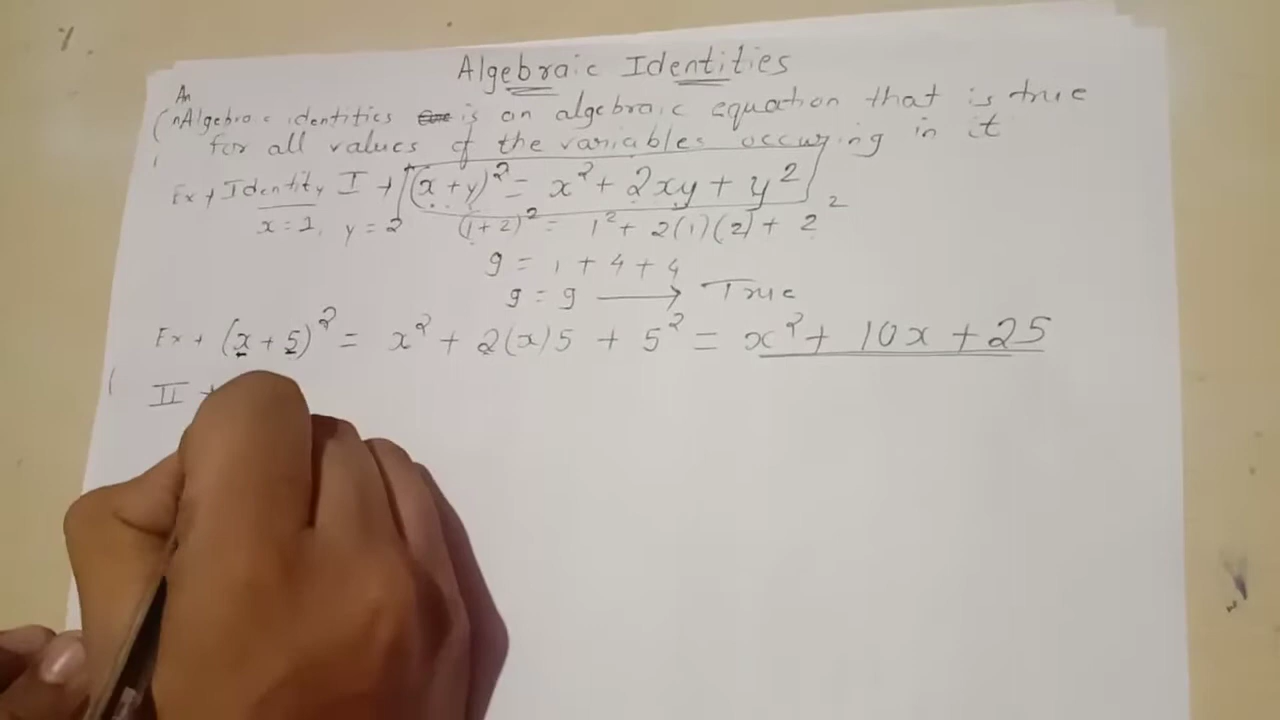 Algebraic Identities
An
Algebraic identities is an algebraic equation that is true
for all values of the variables occuring in it
Ex → Identity I → (x + y)² = x² + 2xy + y²
x = 1, y = 2 (1 + 2)² = 1² + 2(1)(2) + 2²
9 = 1 + 4 + 4
9 = 9 → True
Ex → (x + 5)² = x² + 2(x)5 + 5² = x² + 10x + 25
II →